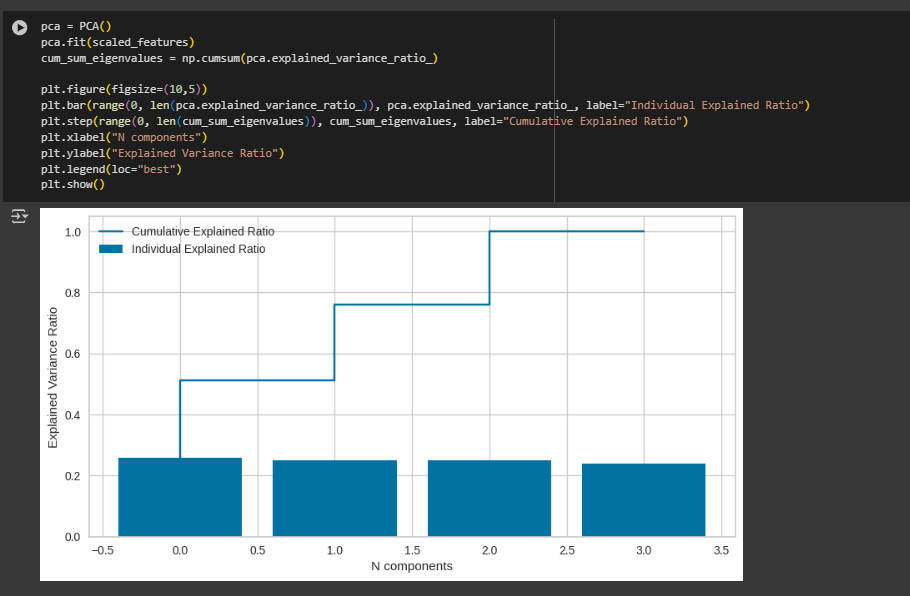 pca = PCA()
pca.fit(scaled_features)
cum_sum_eigenvalues = np.cumsum(pca.explained_variance_ratio_)
plt.figure(figsize=(10,5))
plt.bar(range(0, len(pca.explained_variance_ratio_)), pca.explained_variance_ratio_, label="Individual Explained Ratio")
plt.step(range(0, len(cum_sum_eigenvalues)), cum_sum_eigenvalues, label="Cumulative Explained Ratio")
plt.xlabel("N components")
plt.ylabel("Explained Variance Ratio")
plt.legend(loc="best")
plt.show()
Cumulative Explained Ratio
Individual Explained Ratio
Explained Variance Ratio
1.0
0.8
0.6
0.4
0.2
0.0
−0.5 0.0 0.5 1.0 1.5 2.0 2.5 3.0 3.5
N components